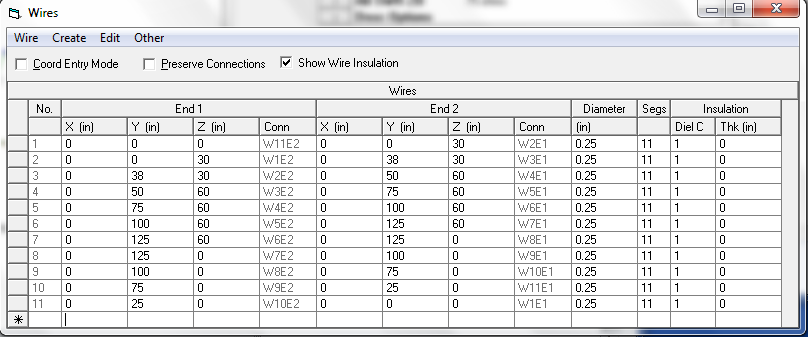 Wires
Wire Create Edit Other
Coord Entry Mode Preserve Connections Show Wire Insulation
Wires
No. End 1 End 2 Diameter Segs Insulation
X (in) Y (in) Z (in) Conn X (in) Y (in) Z (in) Conn (in) Diel C Thk (in)
1 0 0 0 W11E2 0 0 30 W2E1 0.25 11 1 0
2 0 0 30 W1E2 0 38 30 W3E1 0.25 11 1 0
3 0 38 30 W2E2 0 50 60 W4E1 0.25 11 1 0
4 0 50 60 W3E2 0 75 60 W5E1 0.25 11 1 0
5 0 75 60 W4E2 0 100 60 W6E1 0.25 11 1 0
6 0 100 60 W5E2 0 125 60 W7E1 0.25 11 1 0
7 0 125 60 W6E2 0 125 0 W8E1 0.25 11 1 0
8 0 125 0 W7E2 0 100 0 W9E1 0.25 11 1 0
9 0 100 0 W8E2 0 75 0 W10E1 0.25 11 1 0
10 0 75 0 W9E2 0 25 0 W11E1 0.25 11 1 0
11 0 25 0 W10E2 0 0 0 W1E1 0.25 11 1 0
*